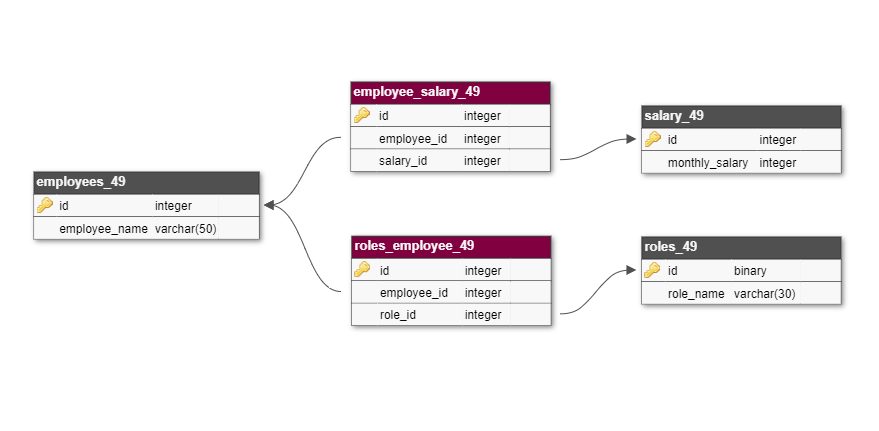 employees_49
id integer
employee_name varchar(50)
employee_salary_49
id integer
employee_id integer
salary_id integer
roles_employee_49
id integer
employee_id integer
role_id integer
salary_49
id integer
monthly_salary integer
roles_49
id binary
role_name varchar(30)